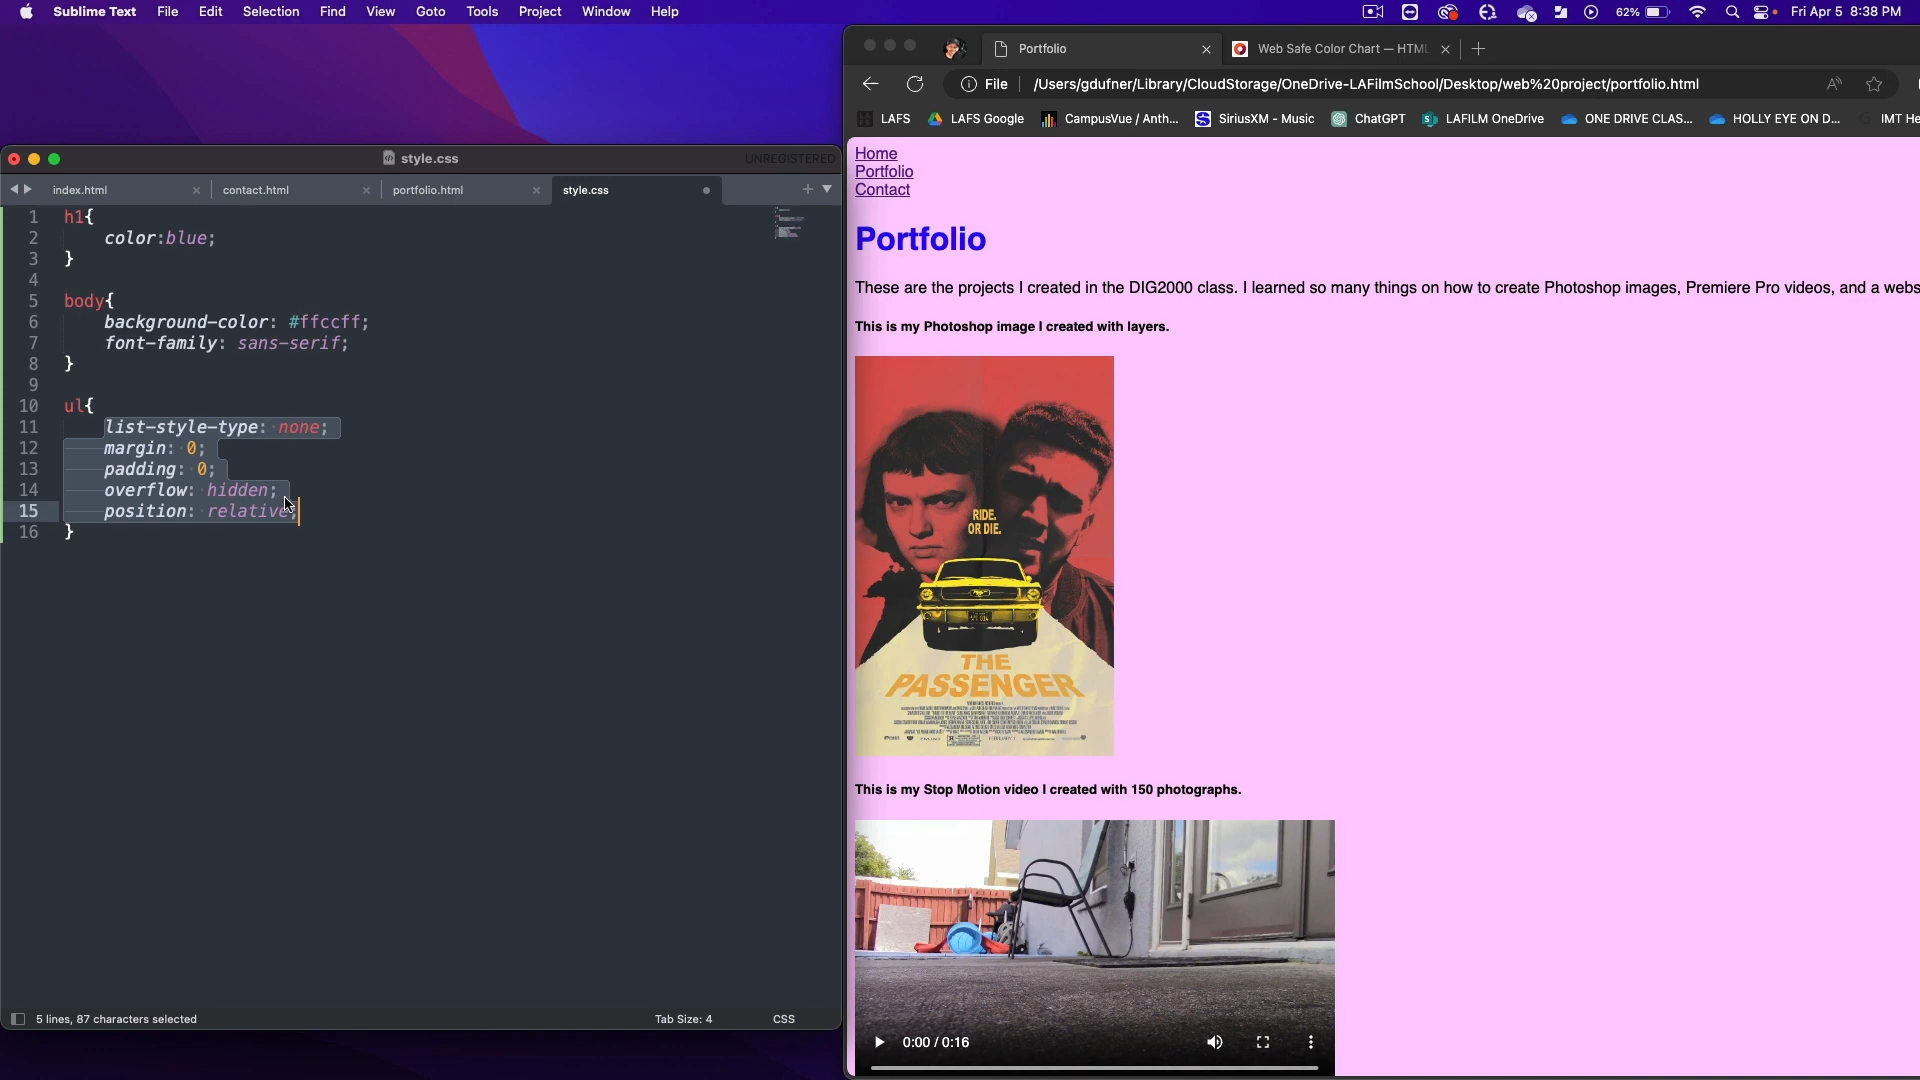 Sublime Text File Edit Selection Find View Goto Tools Project Window Help
62% Fri Apr 5 8:38 PM
style.css
UNREGISTERED
index.html
contact.html
portfolio.html
style.css
1 h1{
2 color:blue;
3 }
4
5 body{
6 background-color: #ffccff;
7 font-family: sans-serif;
8 }
9
10 ul{
11 list-style-type: none;
12 margin: 0;
13 padding: 0;
14 overflow: hidden;
15 position: relative;
16 }
5 lines, 87 characters selected
Tab Size: 4
CSS
Portfolio
Web Safe Color Chart — HTML
File /Users/gdufner/Library/CloudStorage/OneDrive-LAFilmSchool/Desktop/web%20project/portfolio.html
LAFS LAFS Google CampusVue / Anth... SiriusXM - Music ChatGPT LAFILM OneDrive ONE DRIVE CLAS... HOLLY EYE ON D... IMT He
Home
Portfolio
Contact
Portfolio
These are the projects I created in the DIG2000 class. I learned so many things on how to create Photoshop images, Premiere Pro videos, and a webs
This is my Photoshop image I created with layers.
RIDE.
OR DIE.
THE
PASSENGER
This is my Stop Motion video I created with 150 photographs.
0:00 / 0:16